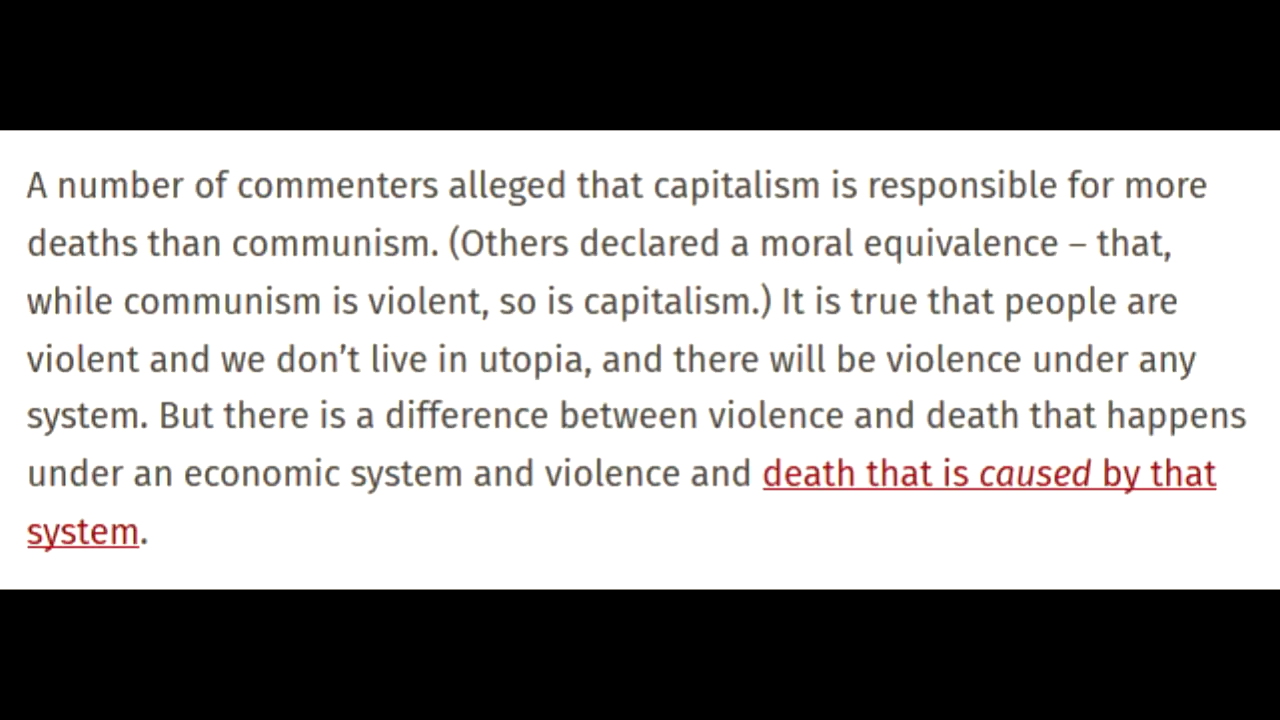 A number of commenters alleged that capitalism is responsible for more
deaths than communism. (Others declared a moral equivalence – that,
while communism is violent, so is capitalism.) It is true that people are
violent and we don’t live in utopia, and there will be violence under any
system. But there is a difference between violence and death that happens
under an economic system and violence and death that is caused by that
system.